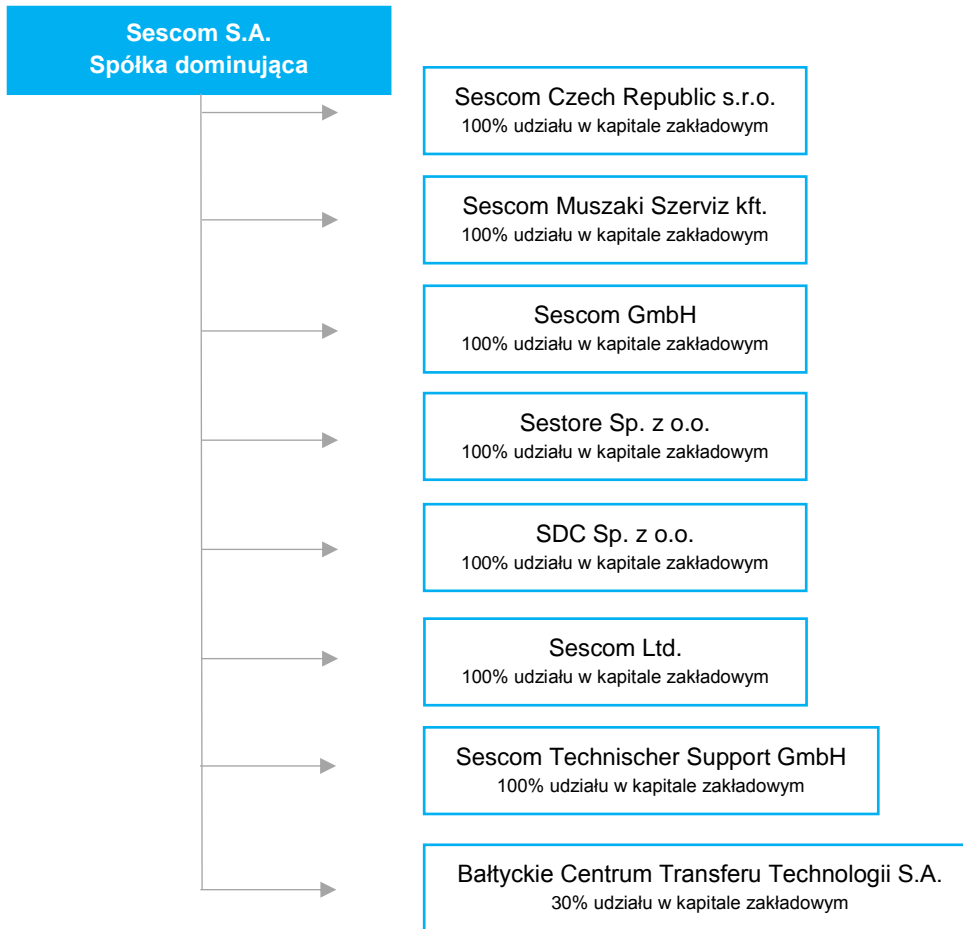 Sescom S.A.
Spółka dominująca
Sescom Czech Republic s.r.o.
100% udziału w kapitale zakładowym
Sescom Muszaki Szerviz kft.
100% udziału w kapitale zakładowym
Sescom GmbH
100% udziału w kapitale zakładowym
Sestore Sp. z o.o.
100% udziału w kapitale zakładowym
SDC Sp. z o.o.
100% udziału w kapitale zakładowym
Sescom Ltd.
100% udziału w kapitale zakładowym
Sescom Technischer Support GmbH
100% udziału w kapitale zakładowym
Bałtyckie Centrum Transferu Technologii S.A.
30% udziału w kapitale zakładowym